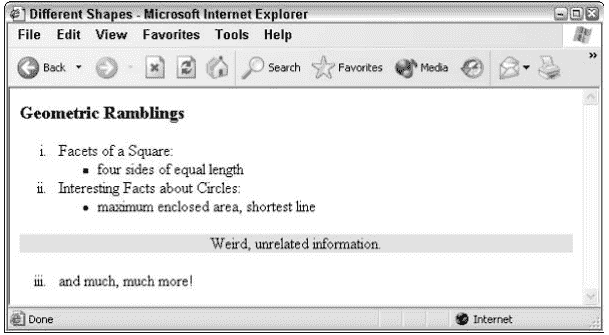 Different Shapes - Microsoft Internet Explorer
File Edit View Favorites Tools Help
Back Search Favorites Media »
Geometric Ramblings
i. Facets of a Square:
▪ four sides of equal length
ii. Interesting Facts about Circles:
• maximum enclosed area, shortest line
Weird, unrelated information.
iii. and much, much more!
Done Internet